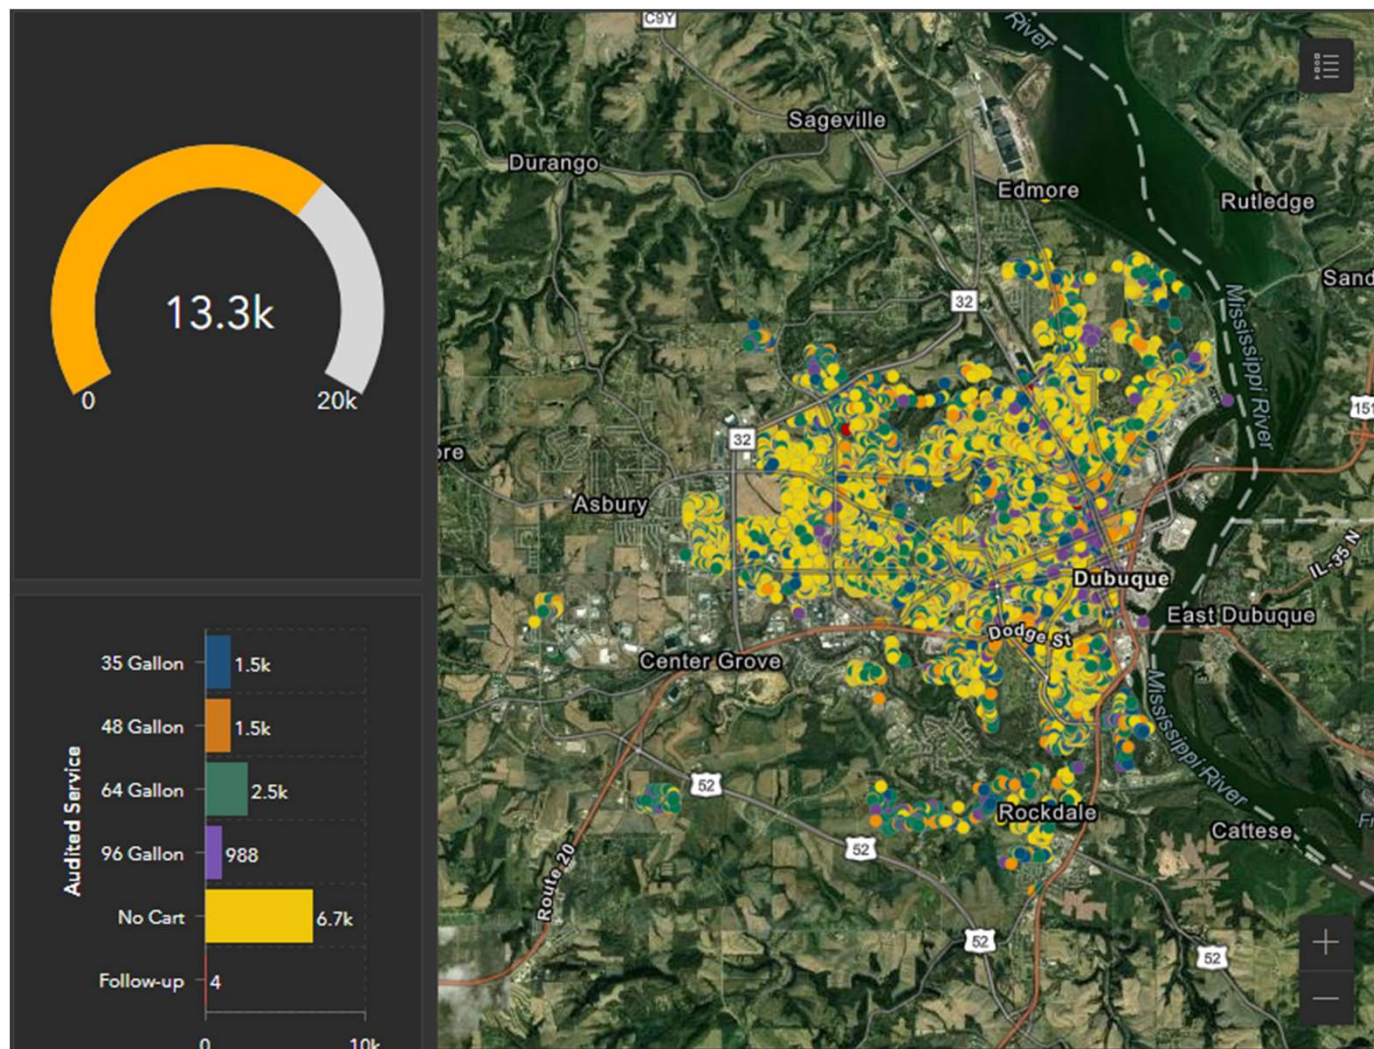 13.3k
0
20k
Audited Service
35 Gallon
1.5k
48 Gallon
1.5k
64 Gallon
2.5k
96 Gallon
988
No Cart
6.7k
Follow-up
4
0
10k
C9Y
River
Sageville
Durango
Edmore
Rutledge
Sand
32
Mississippi River
151
32
ore
Asbury
IL-35 N
Dubuque
East Dubuque
Dodge St
Center Grove
Mississippi River
52
Rockdale
Cattese
Fr
52
Route 20
52
52